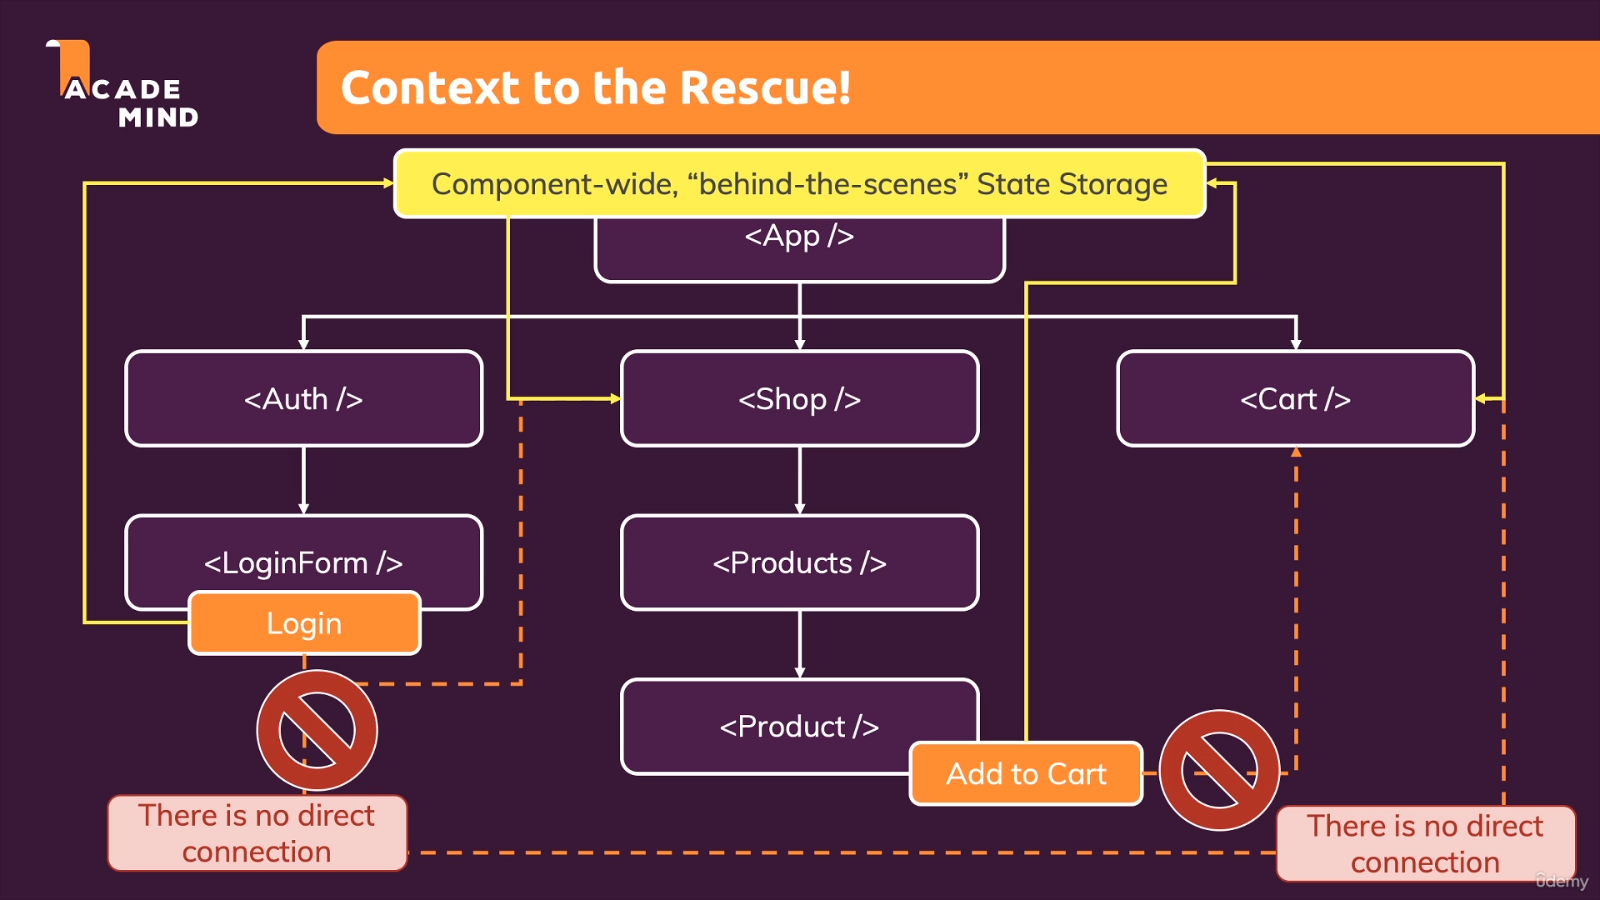 ACADE
MIND
Context to the Rescue!
Component-wide, “behind-the-scenes” State Storage
<App />
<Auth />
<Shop />
<Cart />
<LoginForm />
<Products />
Login
<Product />
Add to Cart
There is no direct
connection
There is no direct
connection
ûdemy